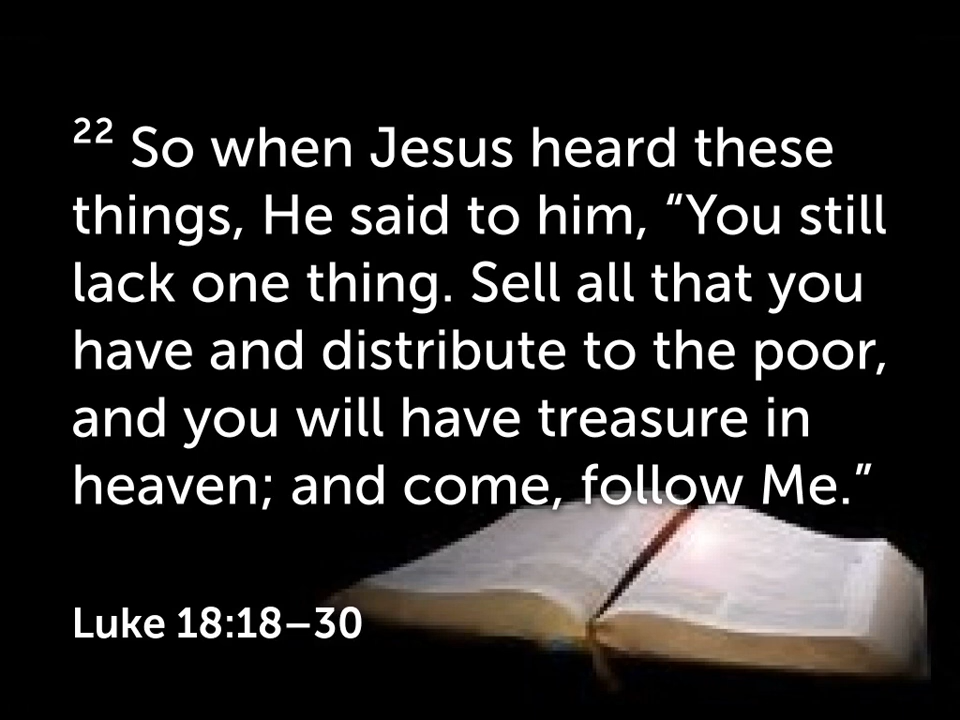 ²² So when Jesus heard these
things, He said to him, “You still
lack one thing. Sell all that you
have and distribute to the poor,
and you will have treasure in
heaven; and come, follow Me.”
Luke 18:18–30